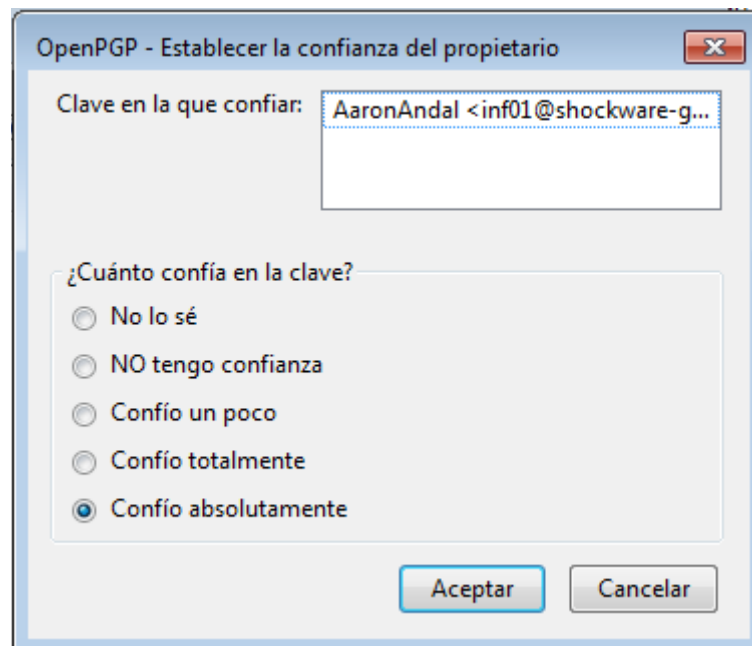 OpenPGP - Establecer la confianza del propietario
Clave en la que confiar:
AaronAndal <inf01@shockware-g...
¿Cuánto confía en la clave?
No lo sé
NO tengo confianza
Confío un poco
Confío totalmente
Confío absolutamente
Aceptar
Cancelar